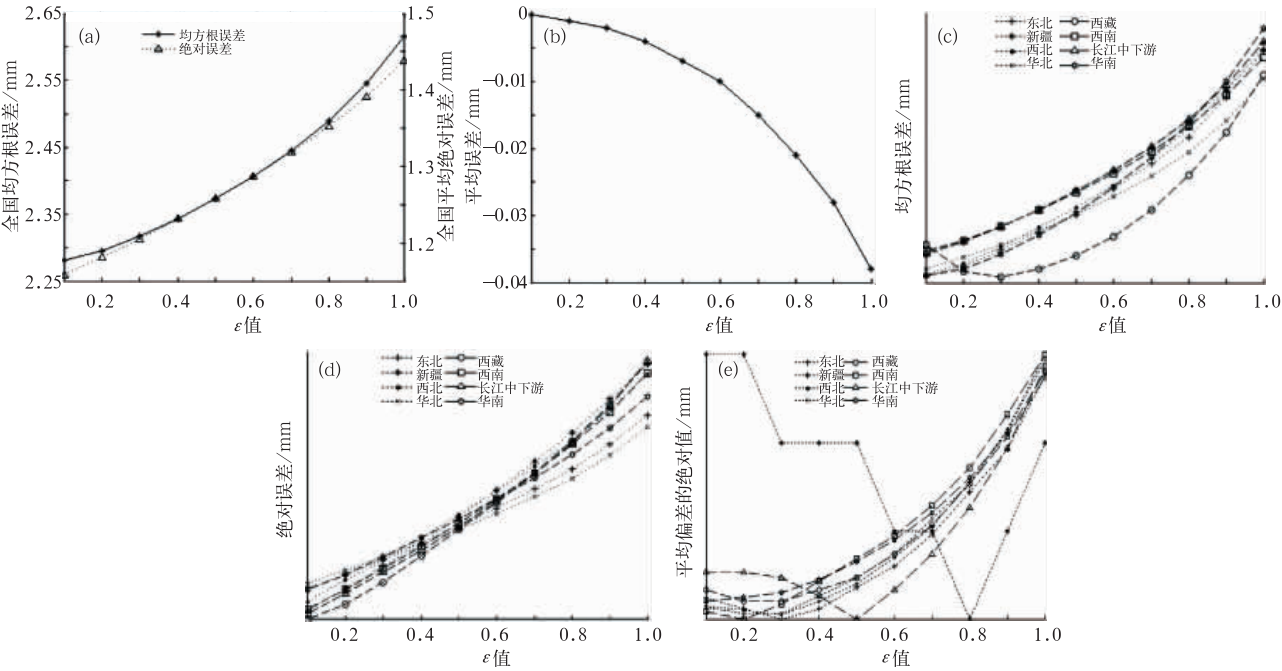 (a)
均方根误差
绝对误差
全国均方根误差/mm
2.65
2.55
2.45
2.35
2.25
1.5
1.4
1.3
1.2
全国平均绝对误差/mm
0.2 0.4 0.6 0.8 1.0
ε值
(b)
平均误差/mm
0
−0.01
−0.02
−0.03
−0.04
0.2 0.4 0.6 0.8 1.0
ε值
(c)
东北 西藏
新疆 西南
西北 长江中下游
华北 华南
均方根误差/mm
0.2 0.4 0.6 0.8 1.0
ε值
(d)
东北 西藏
新疆 西南
西北 长江中下游
华北 华南
绝对误差/mm
0.2 0.4 0.6 0.8 1.0
ε值
(e)
东北 西藏
新疆 西南
西北 长江中下游
华北 华南
平均偏差的绝对值/mm
0.2 0.4 0.6 0.8 1.0
ε值